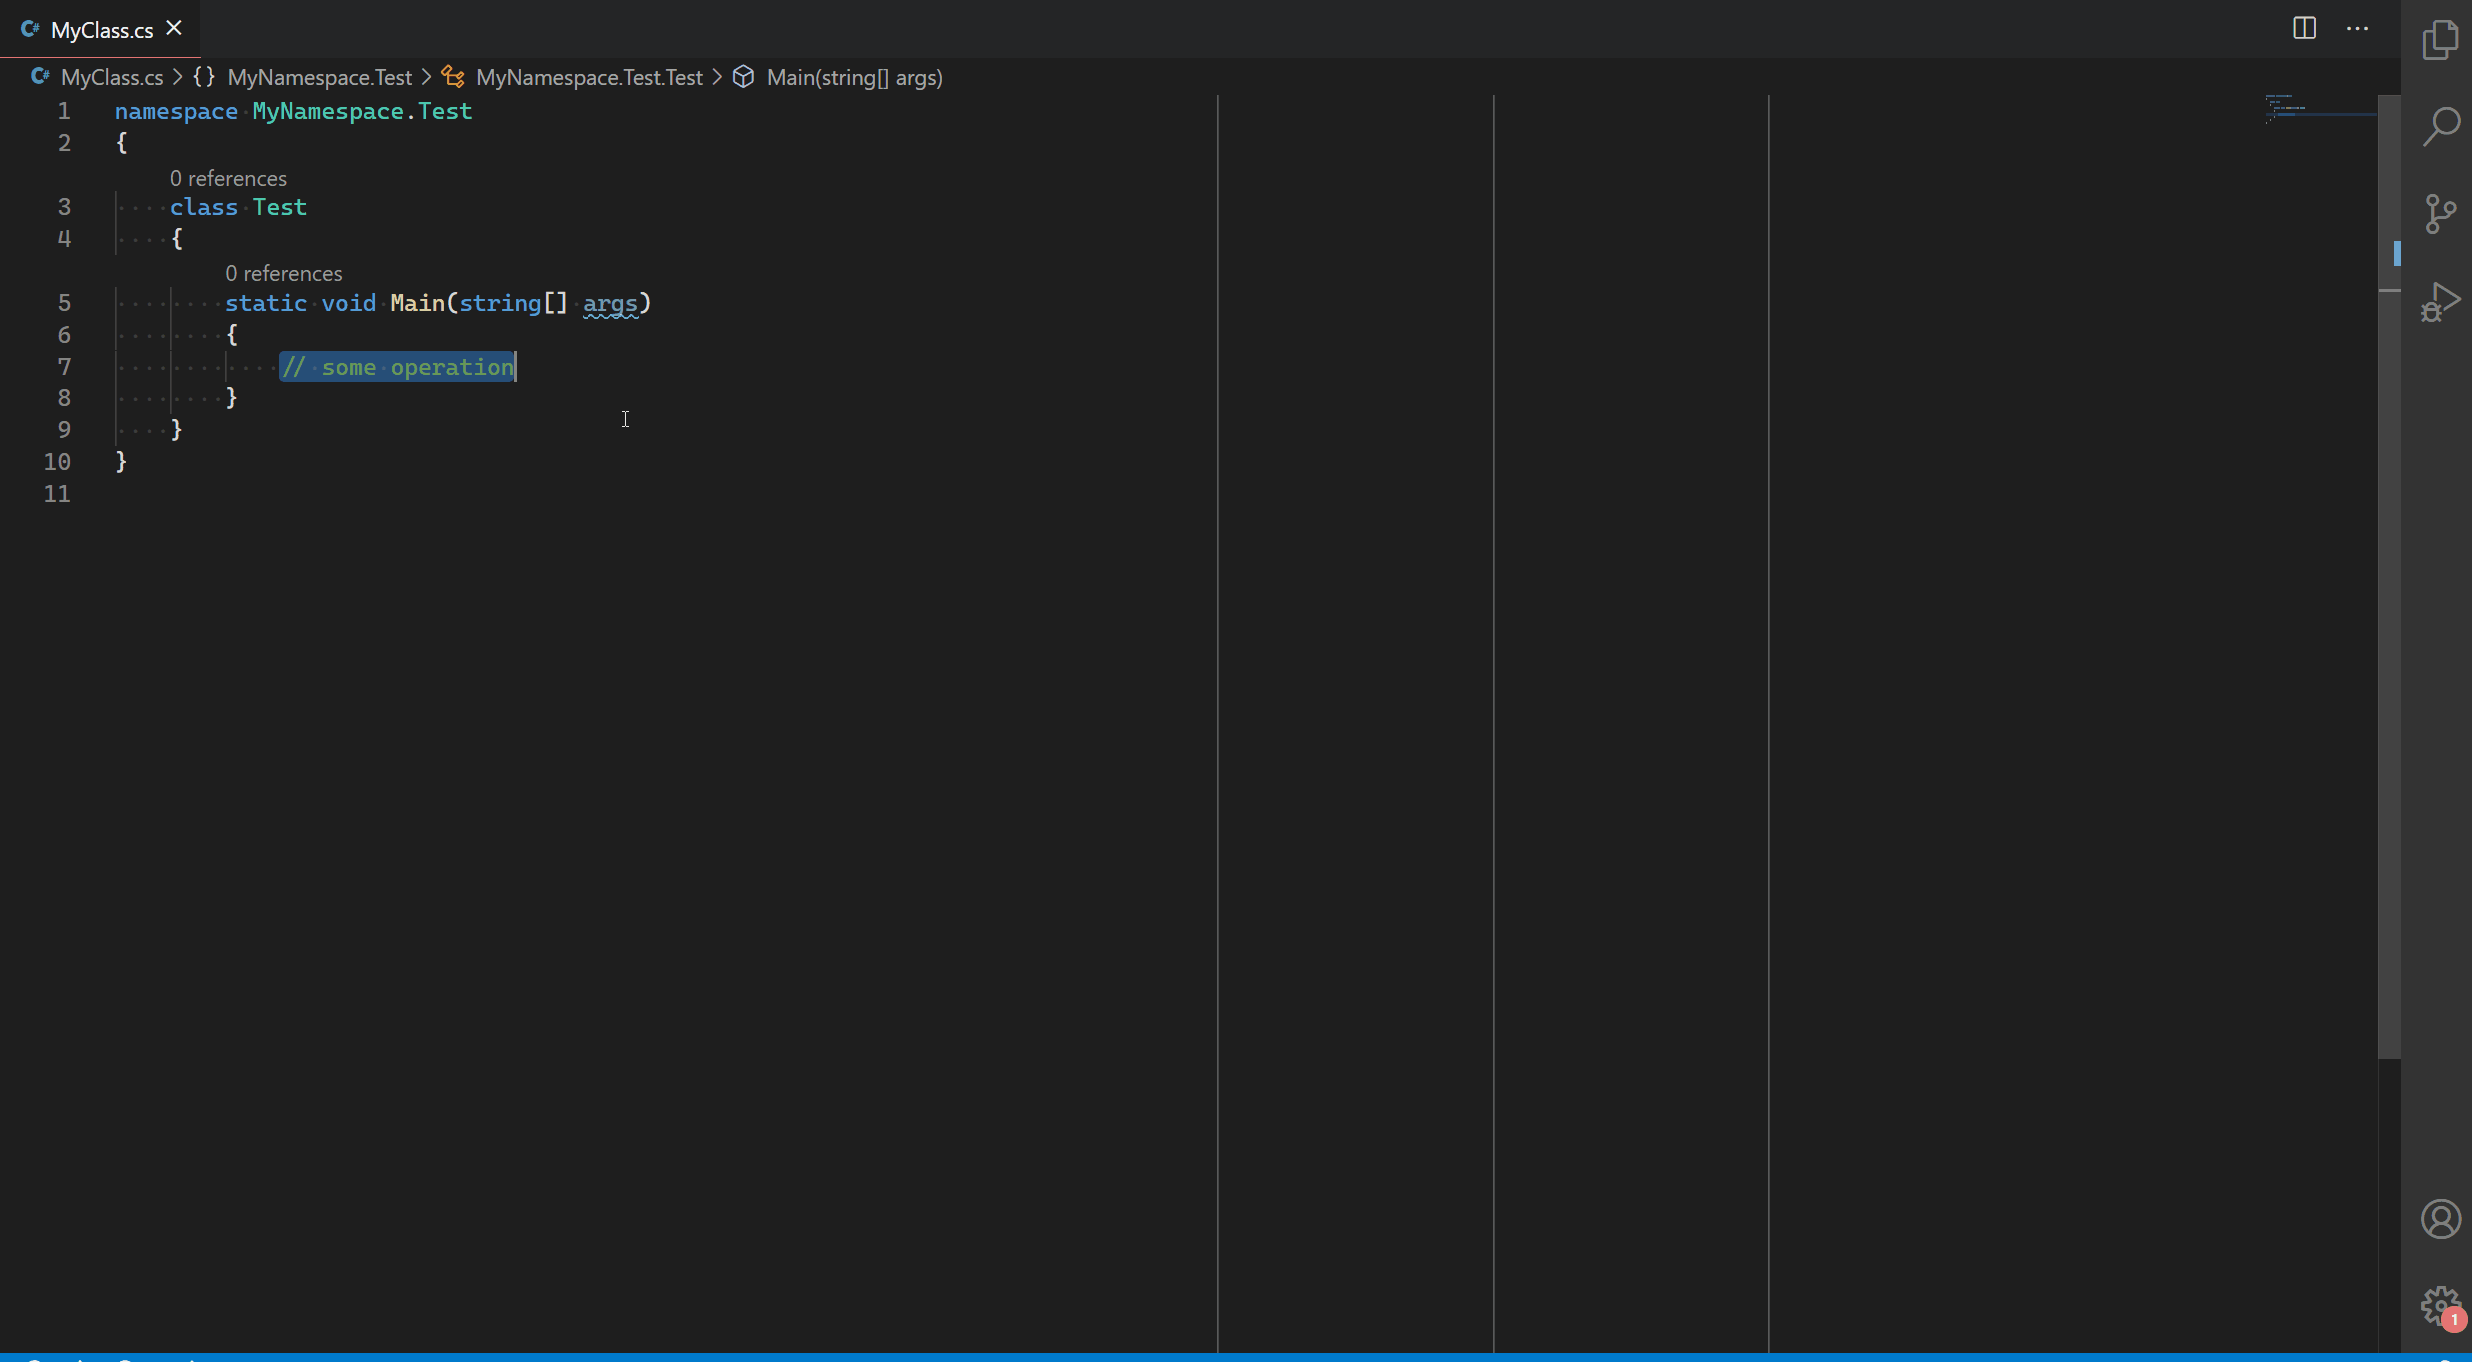 C# MyClass.cs
C# MyClass.cs > {} MyNamespace.Test > MyNamespace.Test.Test > Main(string[] args)
1 namespace MyNamespace.Test
2 {
0 references
3 class Test
4 {
0 references
5 static void Main(string[] args)
6 {
7 // some operation
8 }
9 }
10 }
11
1